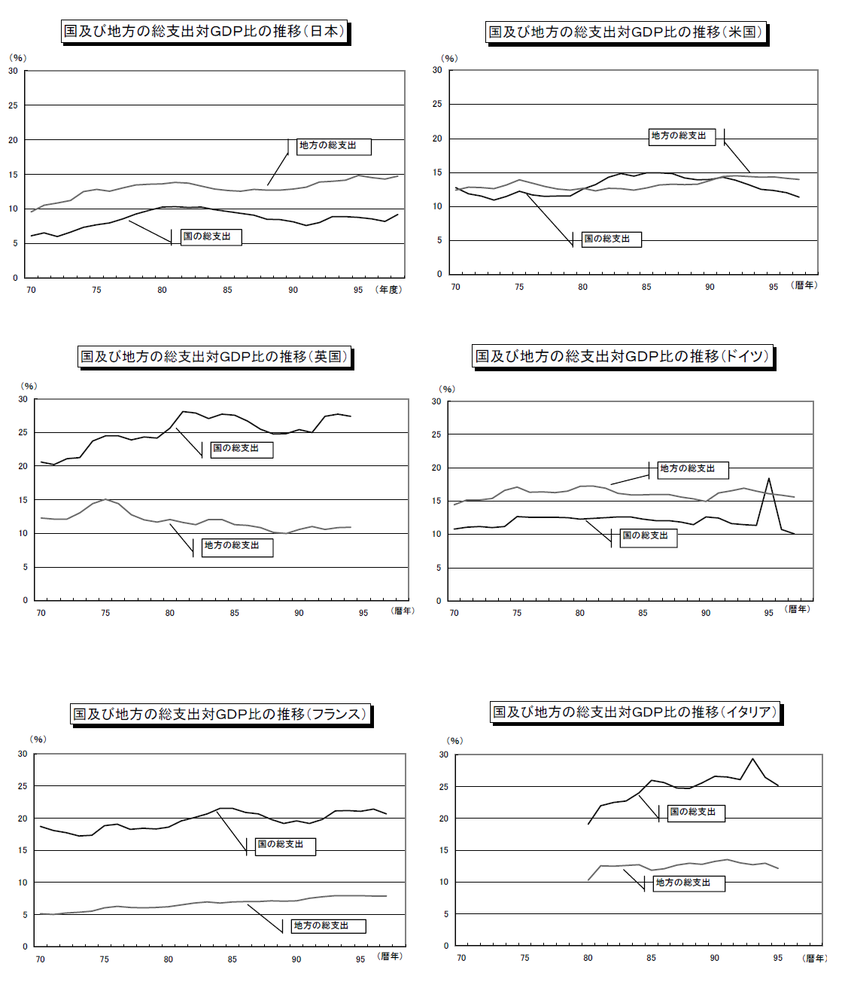 国及び地方の総支出対GDP比の推移(日本)
(%)
30
25
20
15
10
5
0
地方の総支出
国の総支出
70 75 80 85 90 95 (年度)
国及び地方の総支出対GDP比の推移(米国)
(%)
30
25
20
15
10
5
0
地方の総支出
国の総支出
70 75 80 85 90 95 (暦年)
国及び地方の総支出対GDP比の推移(英国)
(%)
30
25
20
15
10
5
0
国の総支出
地方の総支出
70 75 80 85 90 95 (暦年)
国及び地方の総支出対GDP比の推移(ドイツ)
(%)
30
25
20
15
10
5
0
地方の総支出
国の総支出
70 75 80 85 90 95 (暦年)
国及び地方の総支出対GDP比の推移(フランス)
(%)
30
25
20
15
10
5
0
国の総支出
地方の総支出
70 75 80 85 90 95 (暦年)
国及び地方の総支出対GDP比の推移(イタリア)
(%)
30
25
20
15
10
5
0
国の総支出
地方の総支出
70 75 80 85 90 95 (暦年)